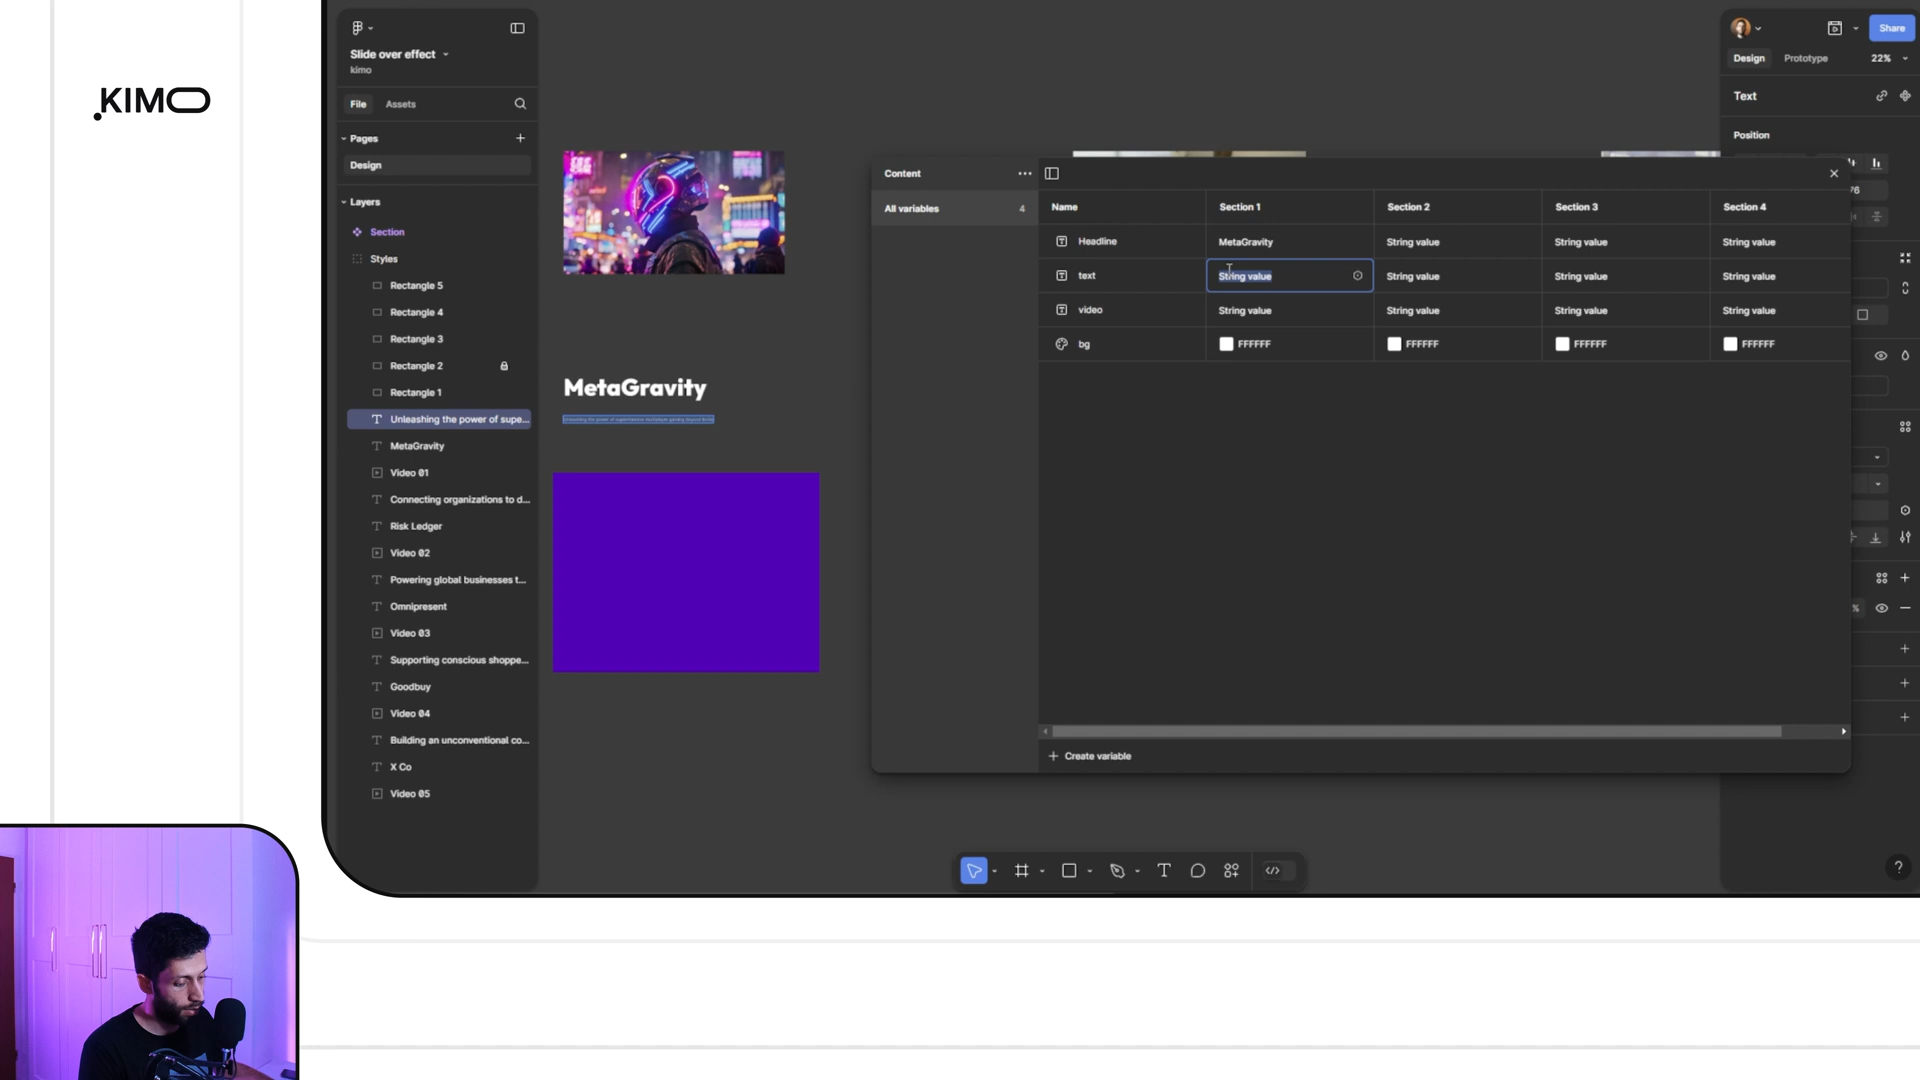 .KIMO
Slide over effect
kimo
File
Assets
Pages
Design
Layers
Section
Styles
Rectangle 5
Rectangle 4
Rectangle 3
Rectangle 2
Rectangle 1
Unleashing the power of supe...
MetaGravity
Video 01
Connecting organizations to d...
Risk Ledger
Video 02
Powering global businesses t...
Omnipresent
Video 03
Supporting conscious shoppe...
Goodbuy
Video 04
Building an unconventional co...
X Co
Video 05
MetaGravity
Content
All variables 4
Name Section 1 Section 2 Section 3 Section 4
Headline MetaGravity String value String value String value
text String value String value String value String value
video String value String value String value String value
bg FFFFFF FFFFFF FFFFFF FFFFFF
Create variable
Share
Design Prototype 22%
Text
Position
76
%
?